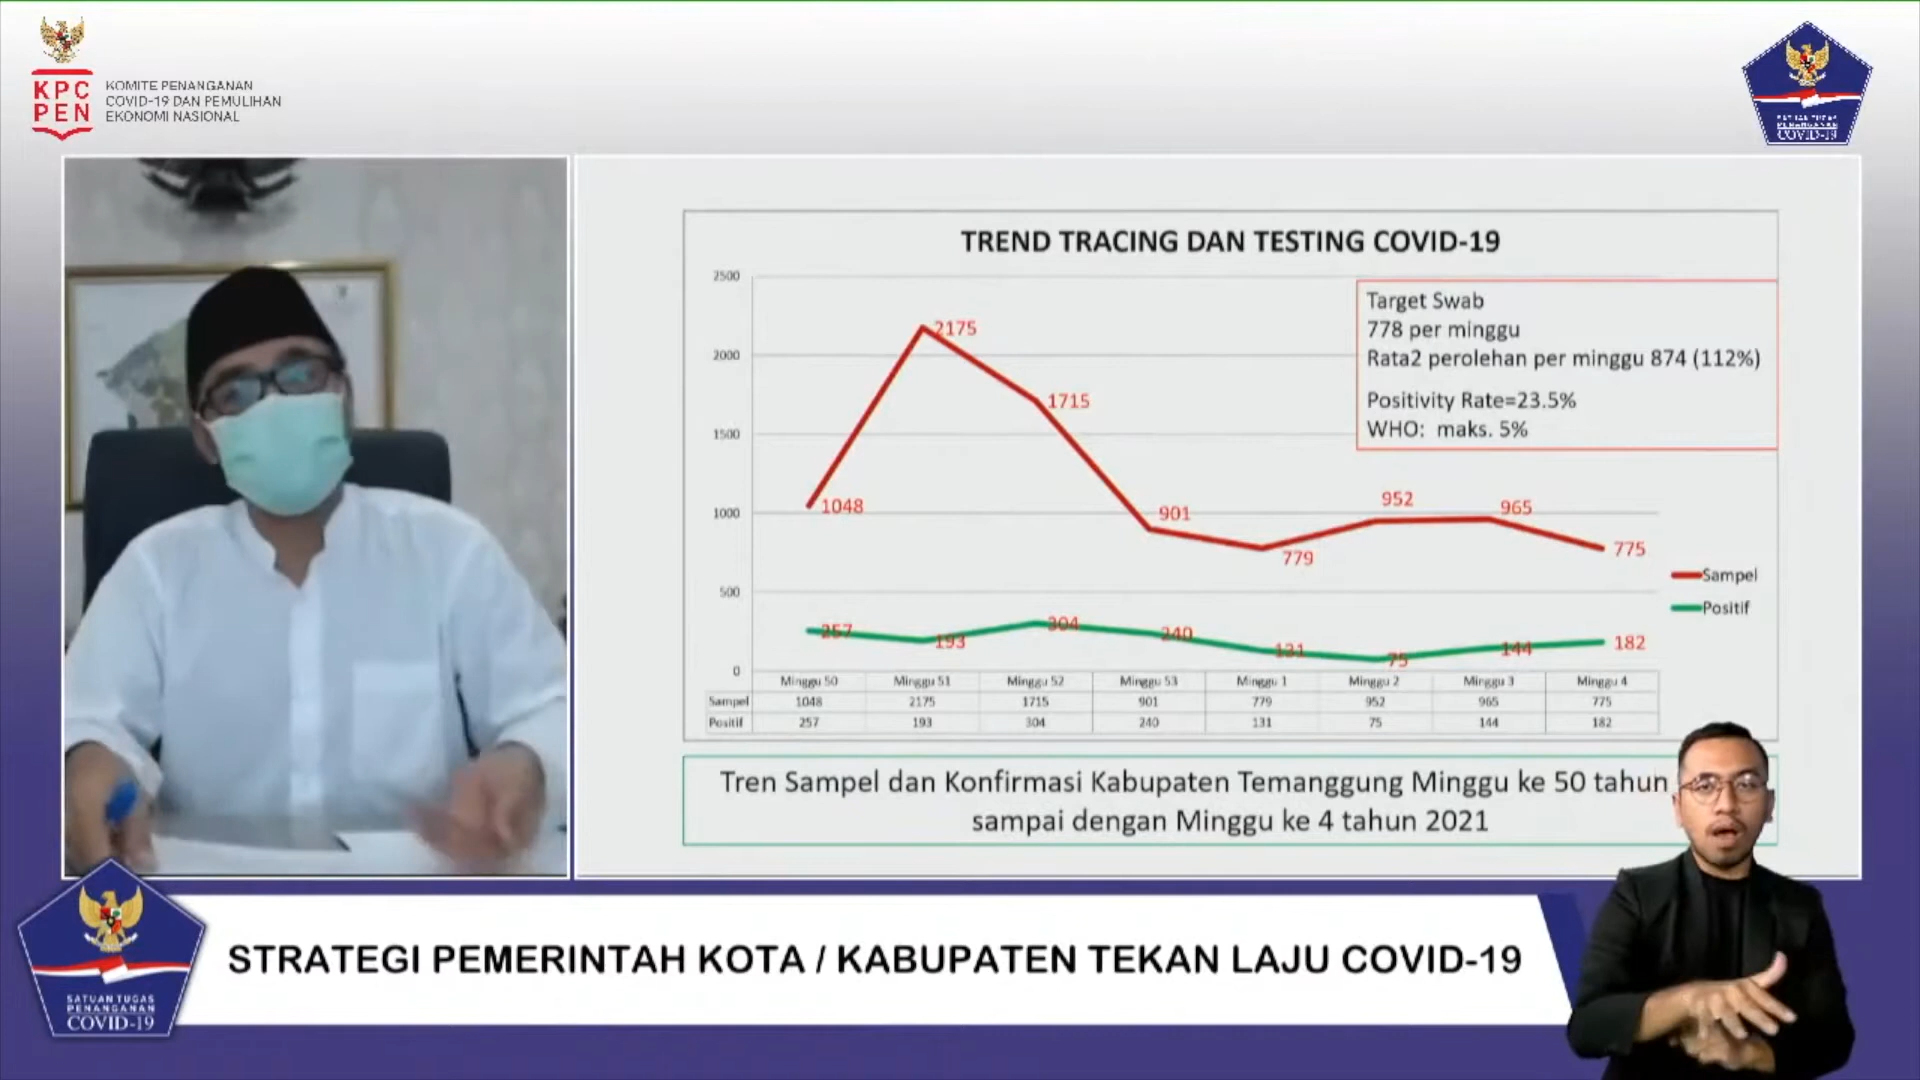 KPC
PEN
KOMITE PENANGANAN
COVID-19 DAN PEMULIHAN
EKONOMI NASIONAL
SATUAN TUGAS
PENANGANAN
COVID-19
TREND TRACING DAN TESTING COVID-19
2500
2000
1500
1000
500
0
Target Swab
778 per minggu
Rata2 perolehan per minggu 874 (112%)
Positivity Rate=23.5%
WHO: maks. 5%
1048
2175
1715
901
779
952
965
775
257
193
304
240
131
75
144
182
Sampel
Positif
Minggu 50 Minggu 51 Minggu 52 Minggu 53 Minggu 1 Minggu 2 Minggu 3 Minggu 4
Sampel 1048 2175 1715 901 779 952 965 775
Positif 257 193 304 240 131 75 144 182
Tren Sampel dan Konfirmasi Kabupaten Temanggung Minggu ke 50 tahun
sampai dengan Minggu ke 4 tahun 2021
SATUAN TUGAS
PENANGANAN
COVID-19
STRATEGI PEMERINTAH KOTA / KABUPATEN TEKAN LAJU COVID-19